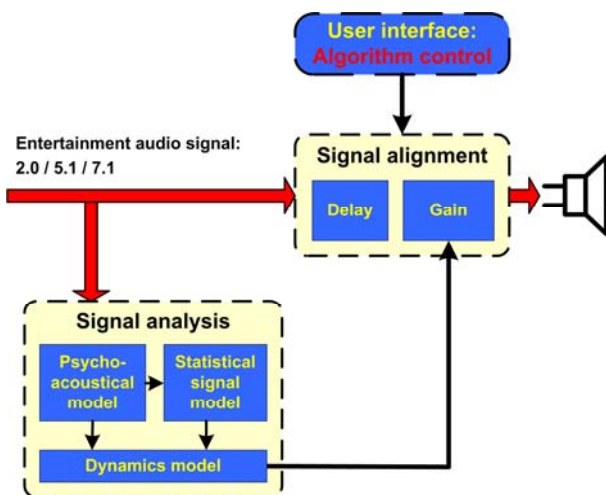 User interface:
Algorithm control
Entertainment audio signal:
2.0 / 5.1 / 7.1
Signal alignment
Delay
Gain
Signal analysis
Psycho-
acoustical
model
Statistical
signal
model
Dynamics model